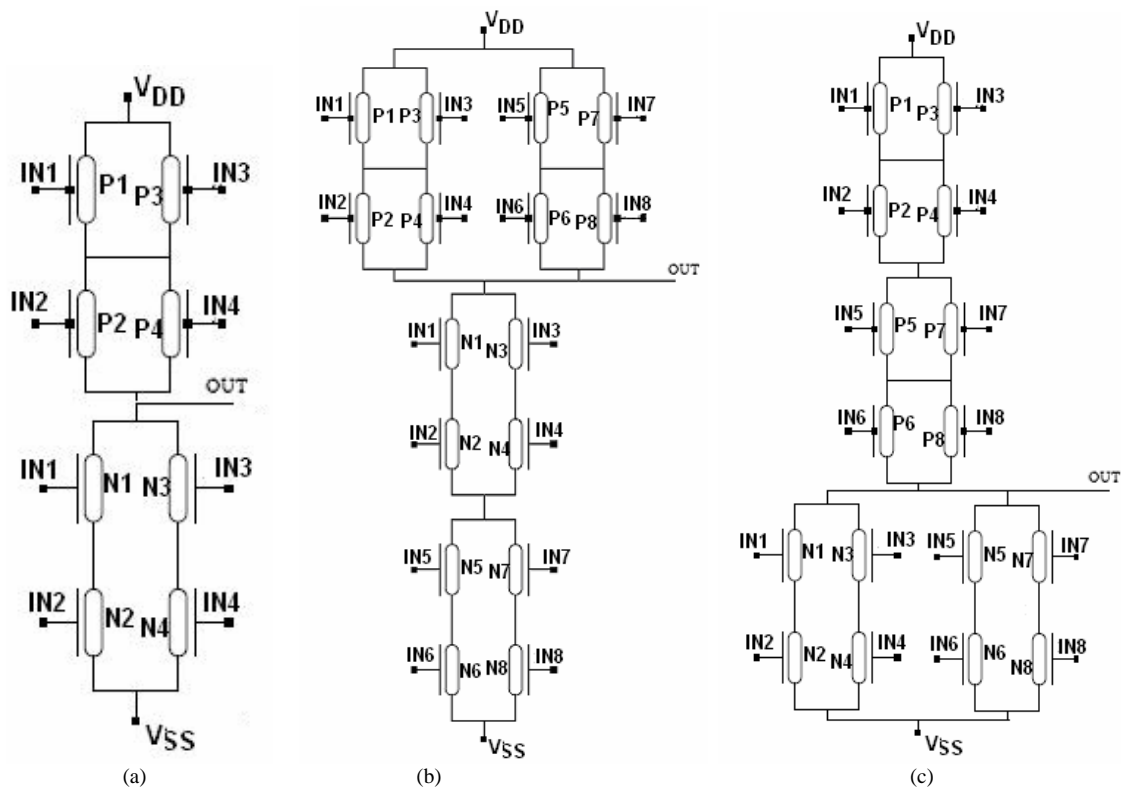 VDD
IN1 P1 P3 IN3
IN2 P2 P4 IN4
OUT
IN1 N1 N3 IN3
IN2 N2 N4 IN4
VSS
(a)
VDD
IN1 P1 P3 IN3 IN5 P5 P7 IN7
IN2 P2 P4 IN4 IN6 P6 P8 IN8
OUT
IN1 N1 N3 IN3
IN2 N2 N4 IN4
IN5 N5 N7 IN7
IN6 N6 N8 IN8
VSS
(b)
VDD
IN1 P1 P3 IN3
IN2 P2 P4 IN4
IN5 P5 P7 IN7
IN6 P6 P8 IN8
OUT
IN1 N1 N3 IN3 IN5 N5 N7 IN7
IN2 N2 N4 IN4 IN6 N6 N8 IN8
VSS
(c)